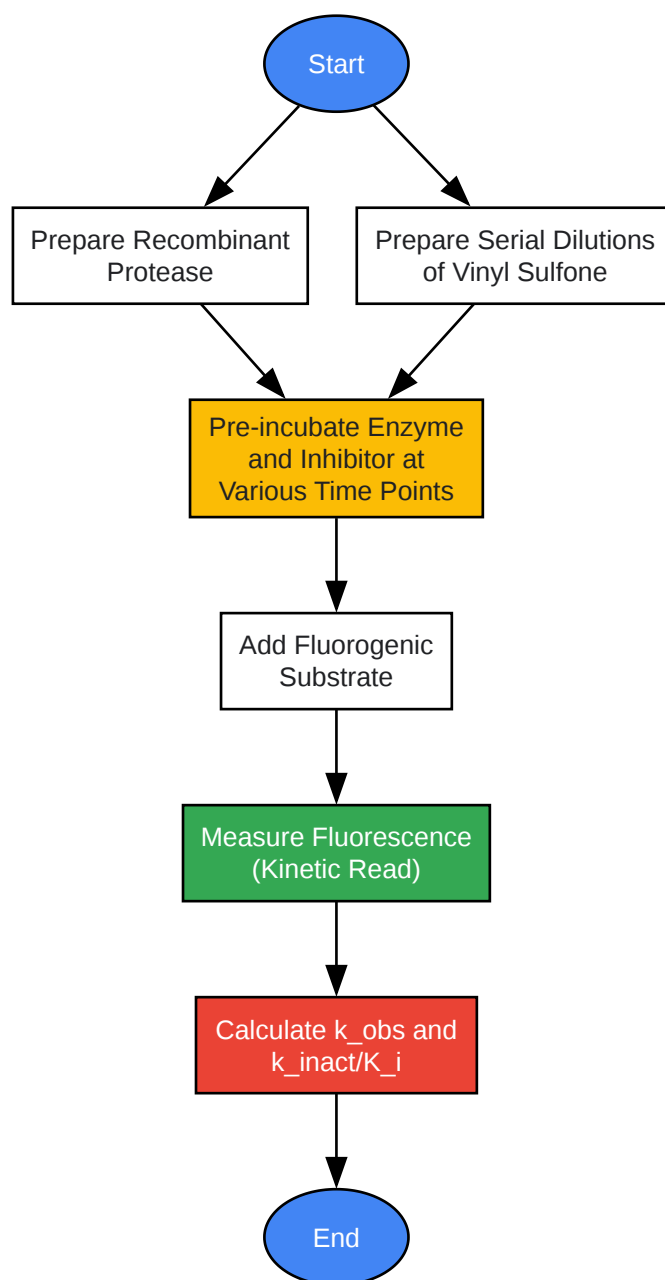 Start
Prepare Recombinant
Protease
Prepare Serial Dilutions
of Vinyl Sulfone
Pre-incubate Enzyme
and Inhibitor at
Various Time Points
Add Fluorogenic
Substrate
Measure Fluorescence
(Kinetic Read)
Calculate k_obs and
k_inact/K_i
End